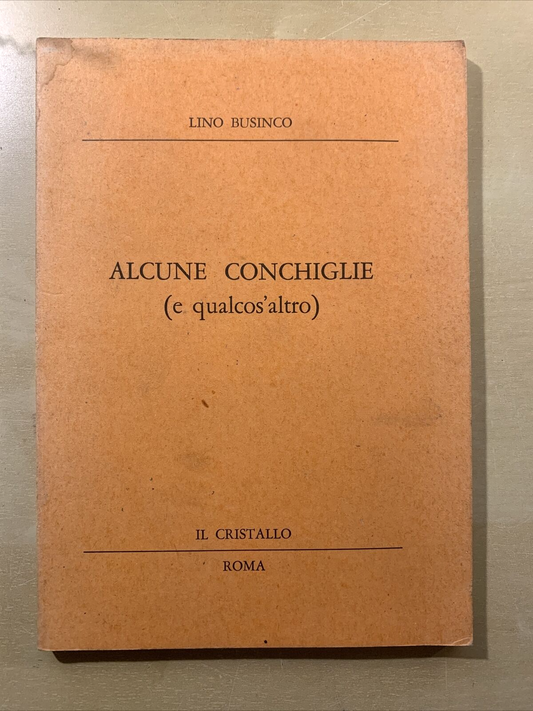 LINO BUSINCO
ALCUNE CONCHIGLIE
(e qualcos'altro)
IL CRISTALLO
ROMA